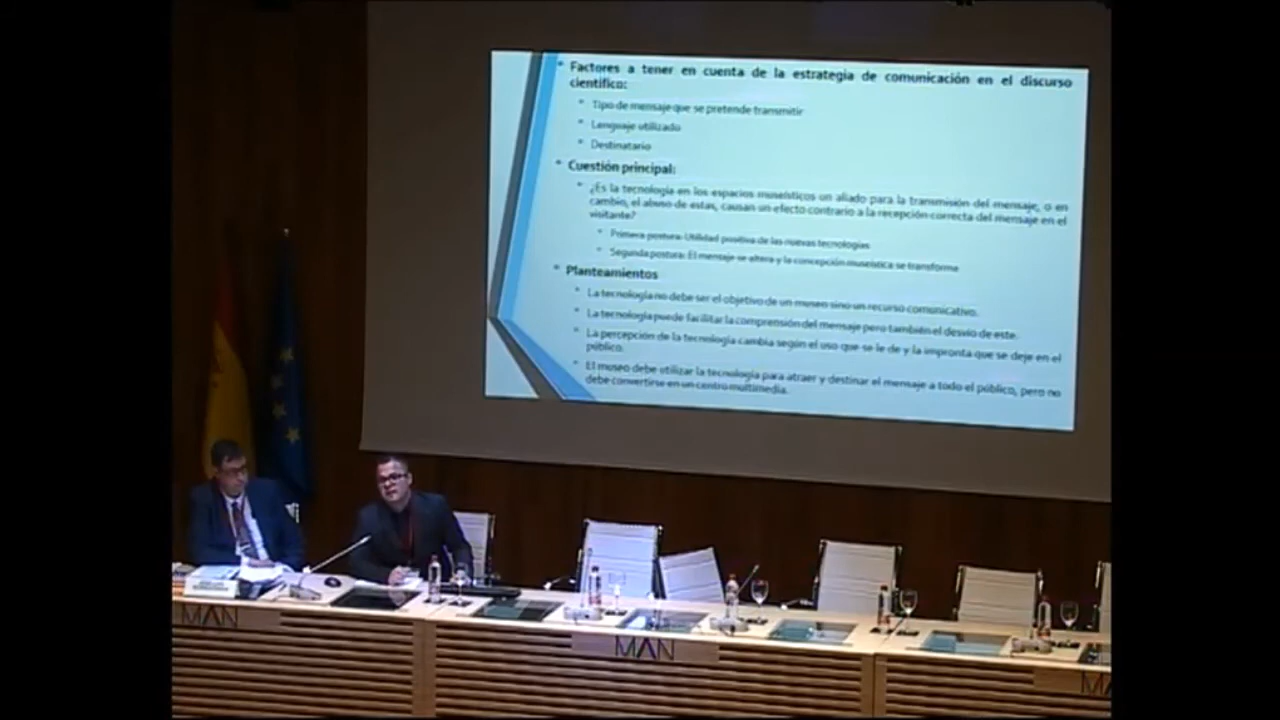 Factores a tener en cuenta de la estrategia de comunicación en el discurso
científico:
Tipo de mensaje que se pretende transmitir
Lenguaje utilizado
Destinatario
Cuestión principal:
¿Es la tecnología en los espacios museísticos un aliado para la transmisión del mensaje, o en
cambio, el abuso de estas, causan un efecto contrario a la recepción correcta del mensaje en el
visitante?
Primera postura: Utilidad positiva de las nuevas tecnologías
Segunda postura: El mensaje se altera y la concepción museística se transforma
Planteamientos
La tecnología no debe ser el objetivo de un museo sino un recurso comunicativo.
La tecnología puede facilitar la comprensión del mensaje pero también el desvío de este.
La percepción de la tecnología cambia según el uso que se le de y la impronta que se deje en el
público.
El museo debe utilizar la tecnología para atraer y destinar el mensaje a todo el público, pero no
debe convertirse en un centro multimedia.
MAN
MAN
MA